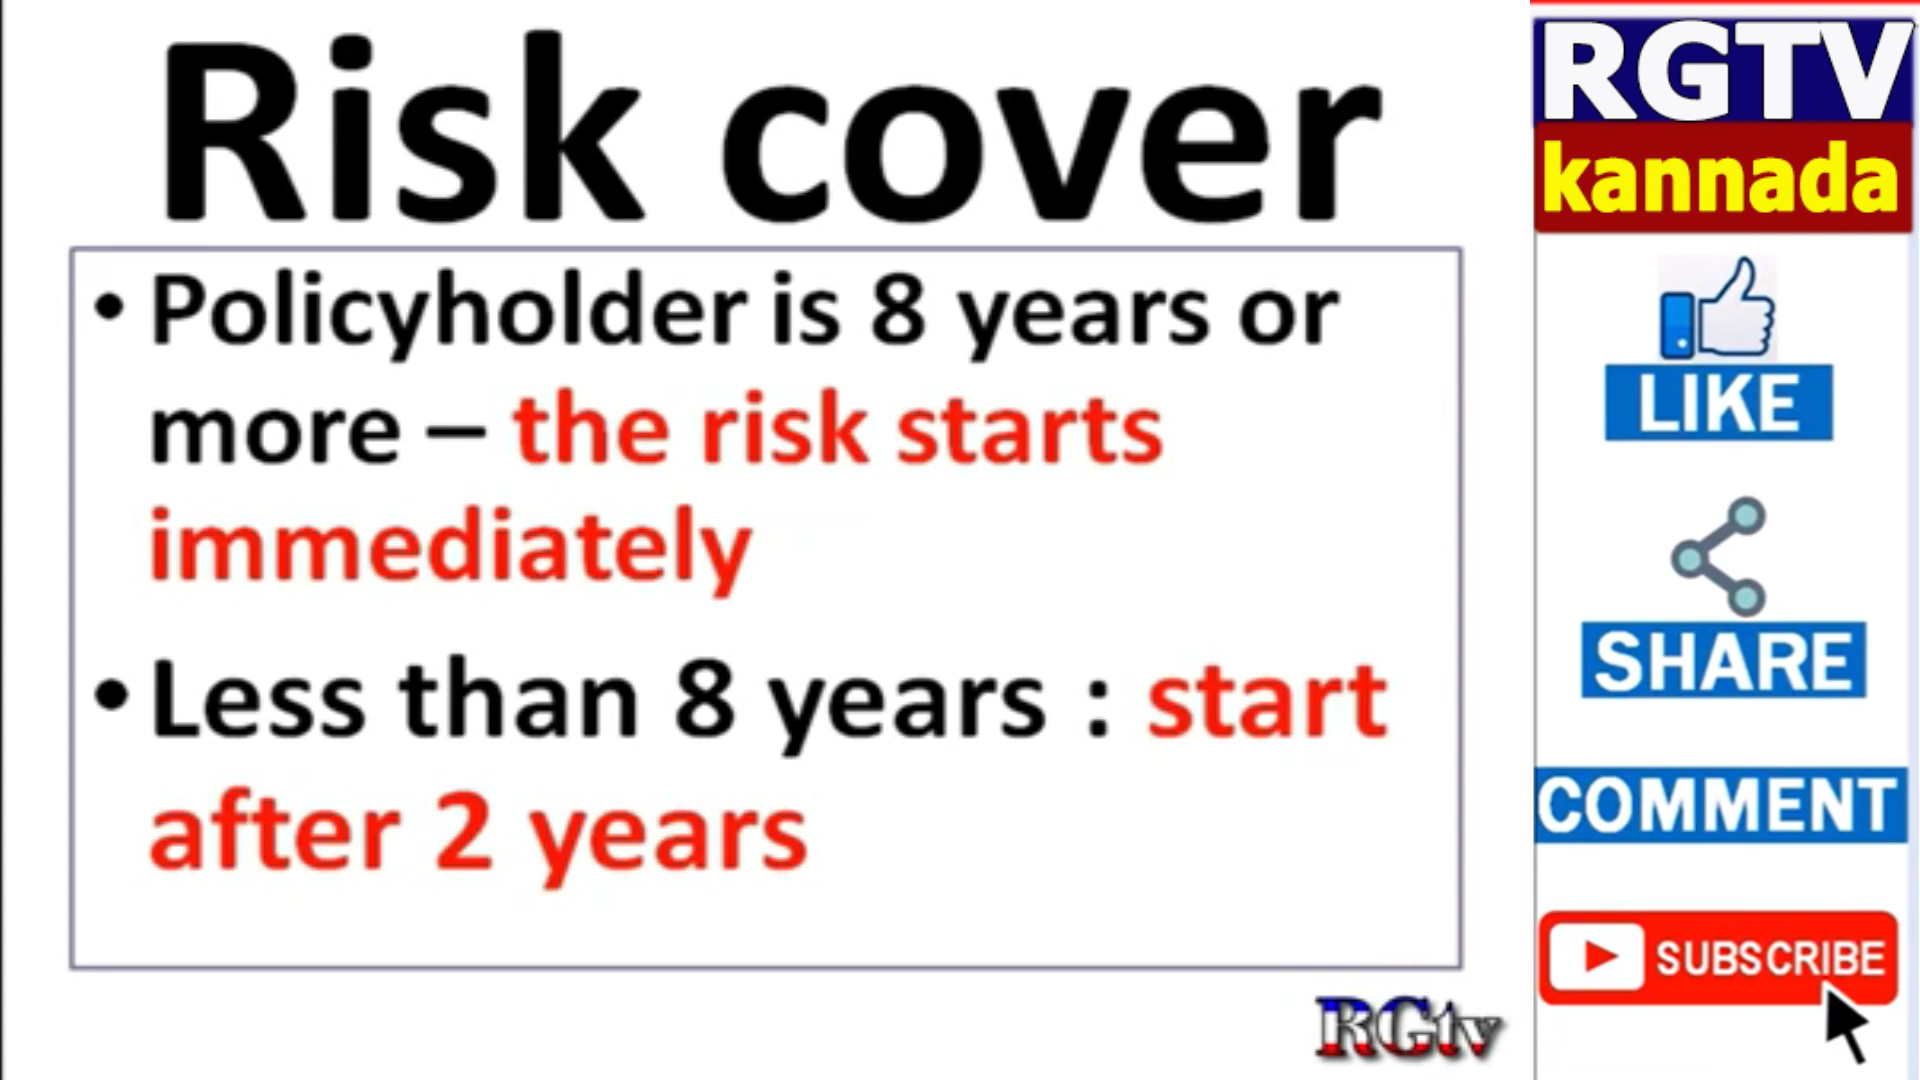 Risk cover
• Policyholder is 8 years or
more – the risk starts
immediately
• Less than 8 years : start
after 2 years
RGtv
RGTV
kannada
LIKE
SHARE
COMMENT
SUBSCRIBE